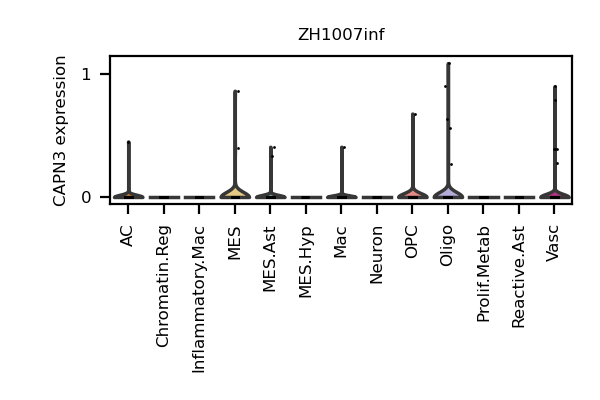 ZH1007inf
CAPN3 expression
1
0
AC
Chromatin.Reg
Inflammatory.Mac
MES
MES.Ast
MES.Hyp
Mac
Neuron
OPC
Oligo
Prolif.Metab
Reactive.Ast
Vasc